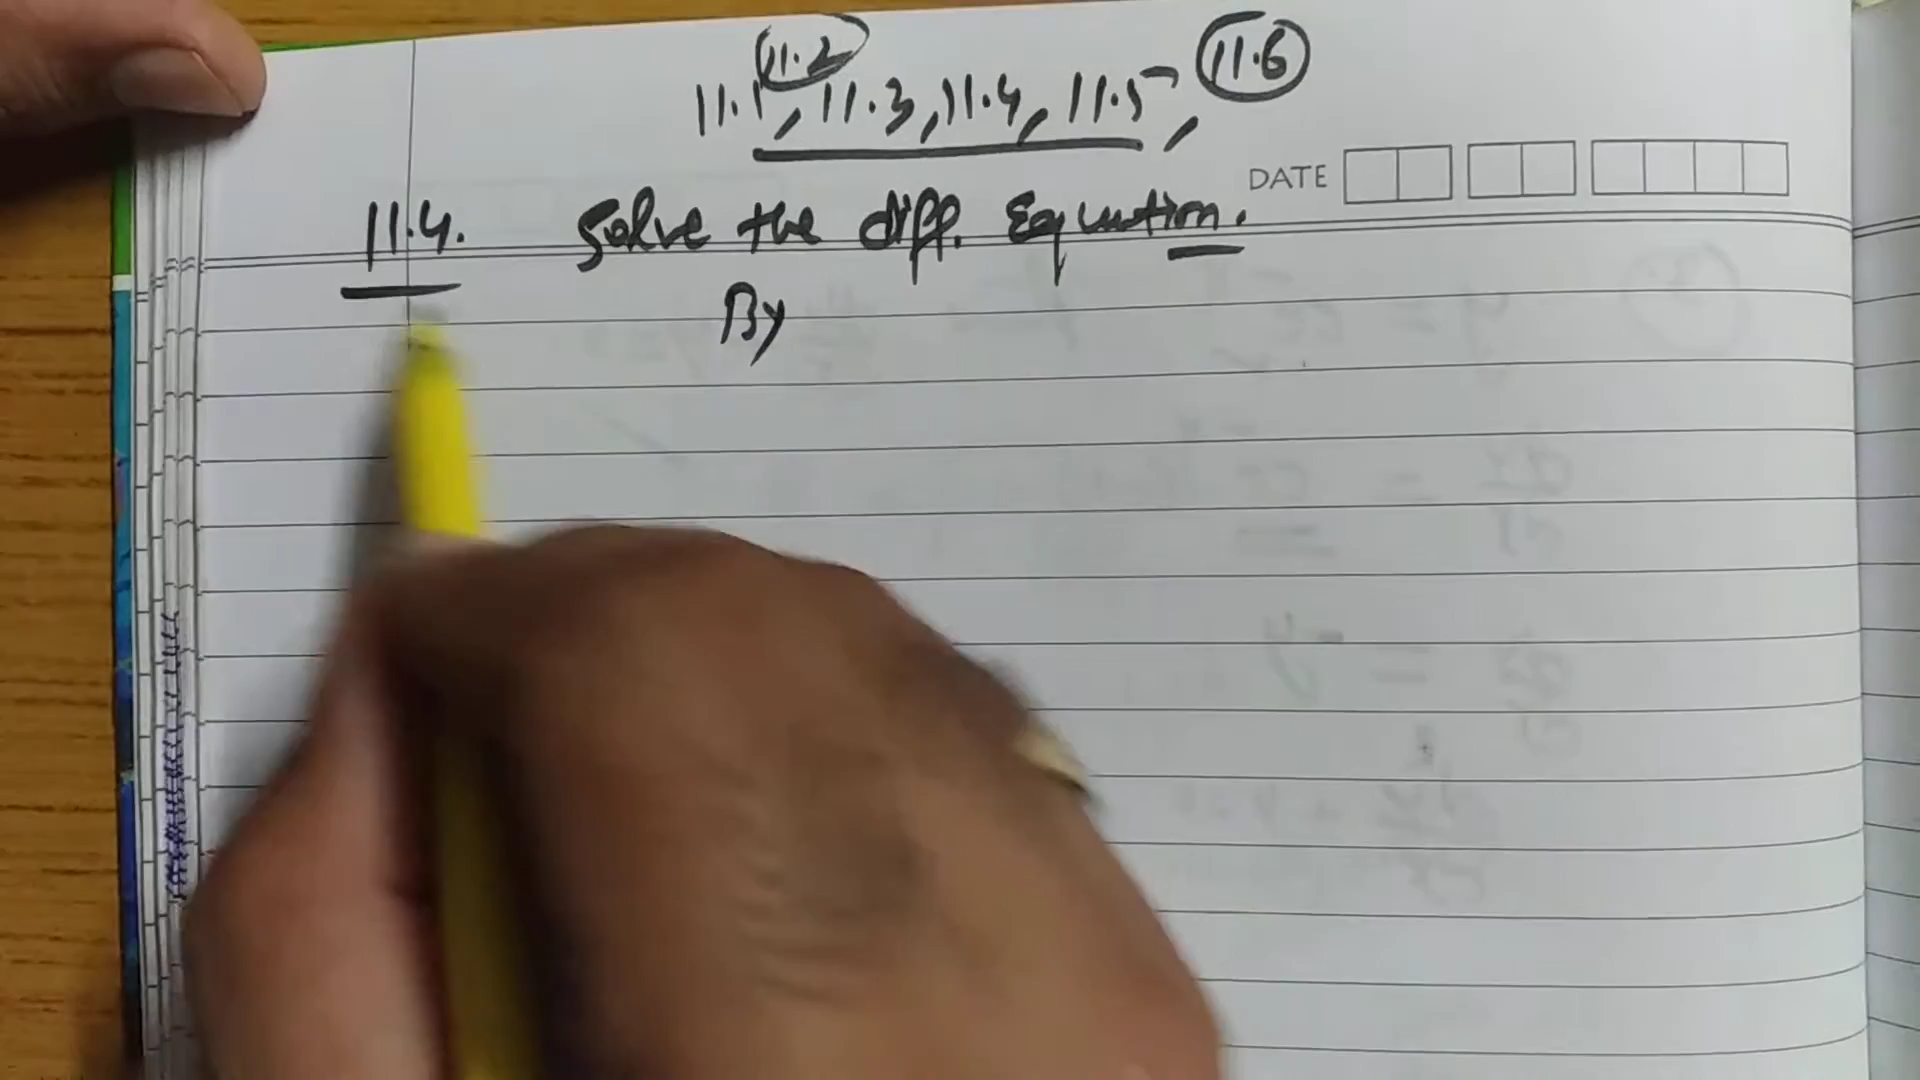 11.2
11.1, 11.3, 11.4, 11.5, 11.6
DATE
11.4. Solve the diff. Equation.
By